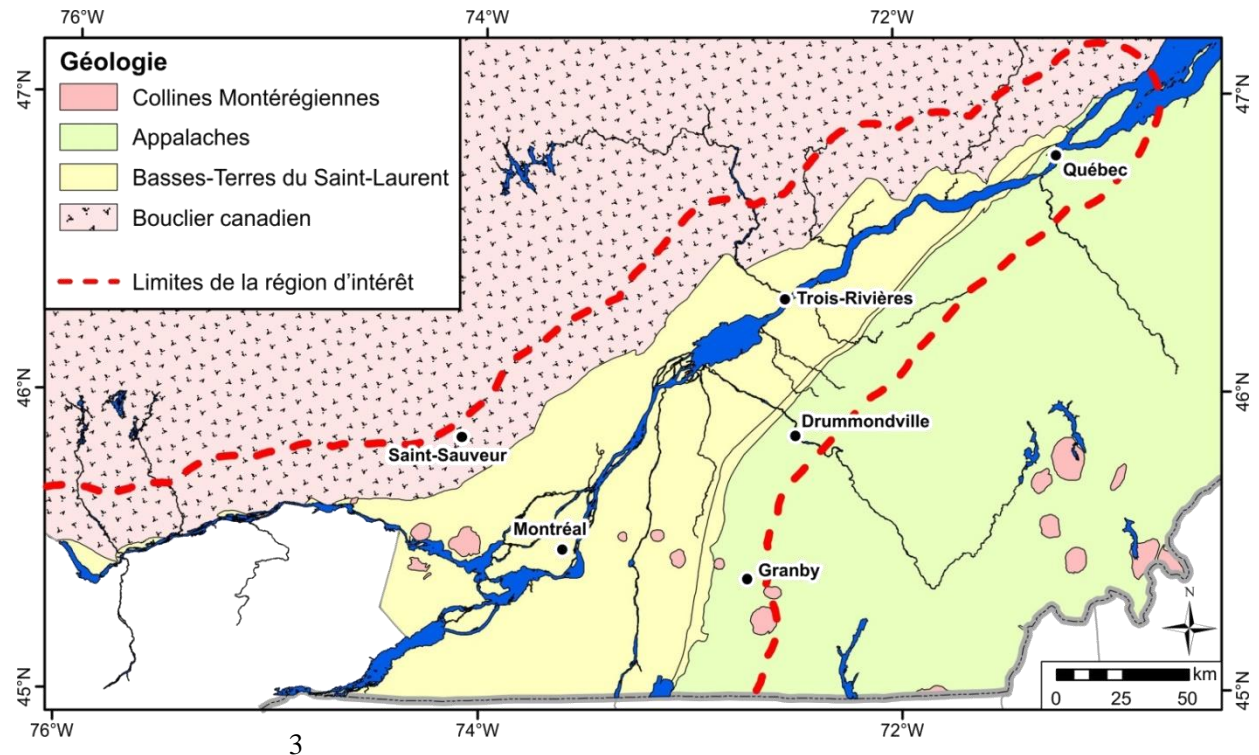 76°W
74°W
72°W
Géologie
Collines Montérégiennes
Appalaches
Basses-Terres du Saint-Laurent
Bouclier canadien
Limites de la région d'intérêt
47°N
47°N
Québec
Trois-Rivières
46°N
46°N
Drummondville
Saint-Sauveur
Montréal
Granby
N
km
0 25 50
45°N
45°N
76°W
74°W
72°W
3